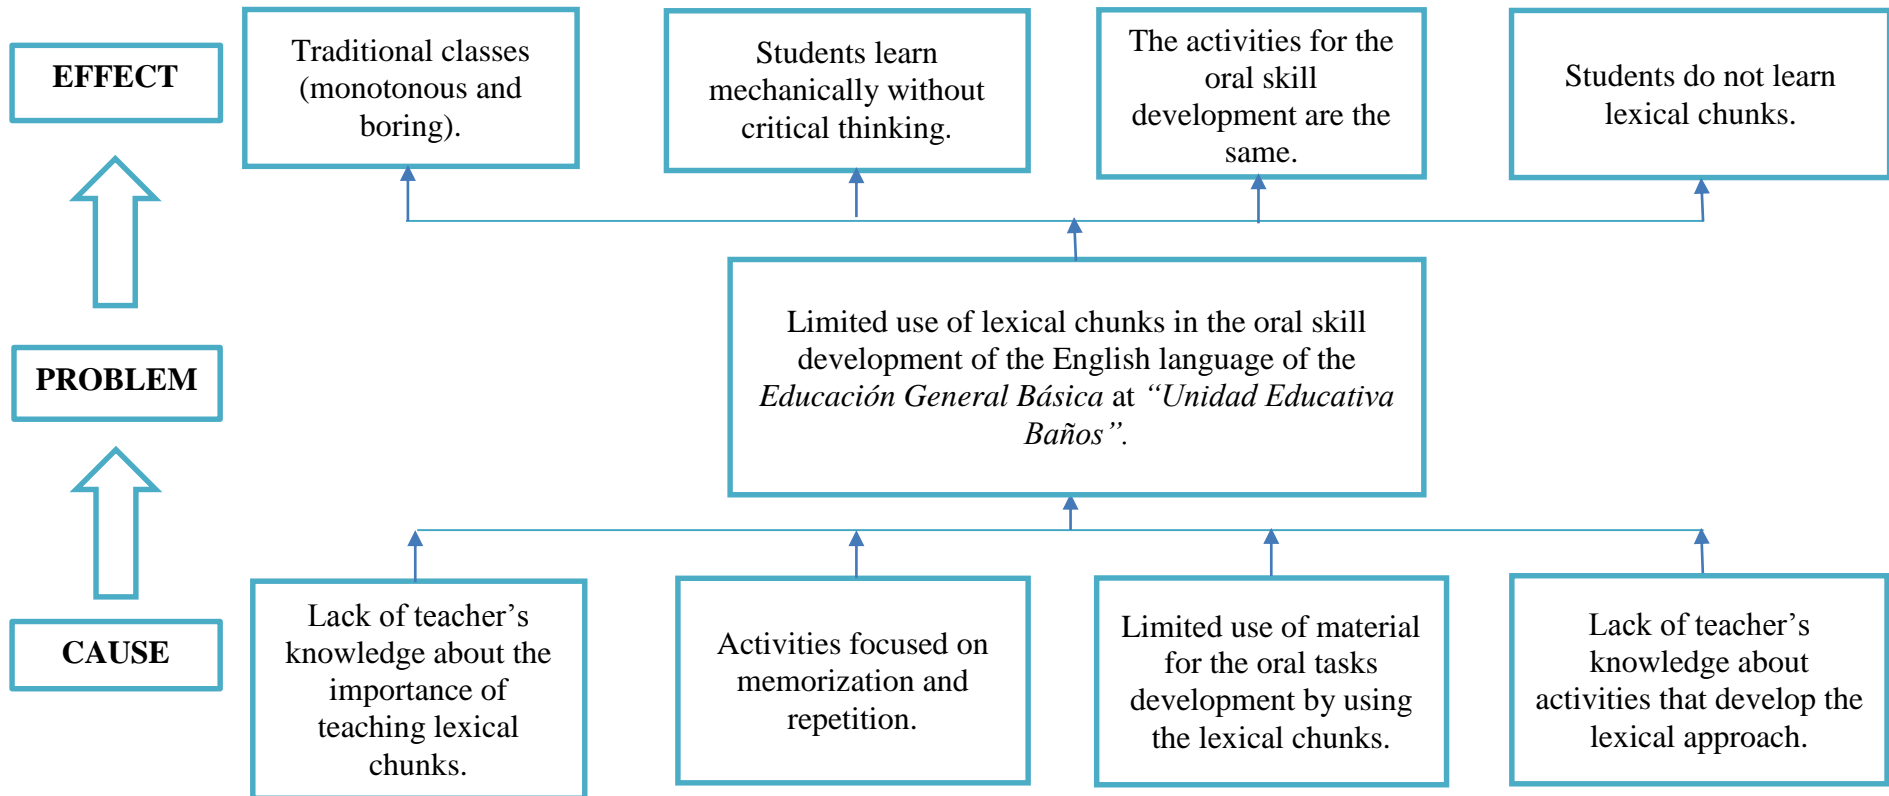 EFFECT
Traditional classes
(monotonous and
boring).
Students learn
mechanically without
critical thinking.
The activities for the
oral skill
development are the
same.
Students do not learn
lexical chunks.
PROBLEM
Limited use of lexical chunks in the oral skill
development of the English language of the
Educación General Básica at “Unidad Educativa
Baños”.
CAUSE
Lack of teacher’s
knowledge about the
importance of
teaching lexical
chunks.
Activities focused on
memorization and
repetition.
Limited use of material
for the oral tasks
development by using
the lexical chunks.
Lack of teacher’s
knowledge about
activities that develop the
lexical approach.